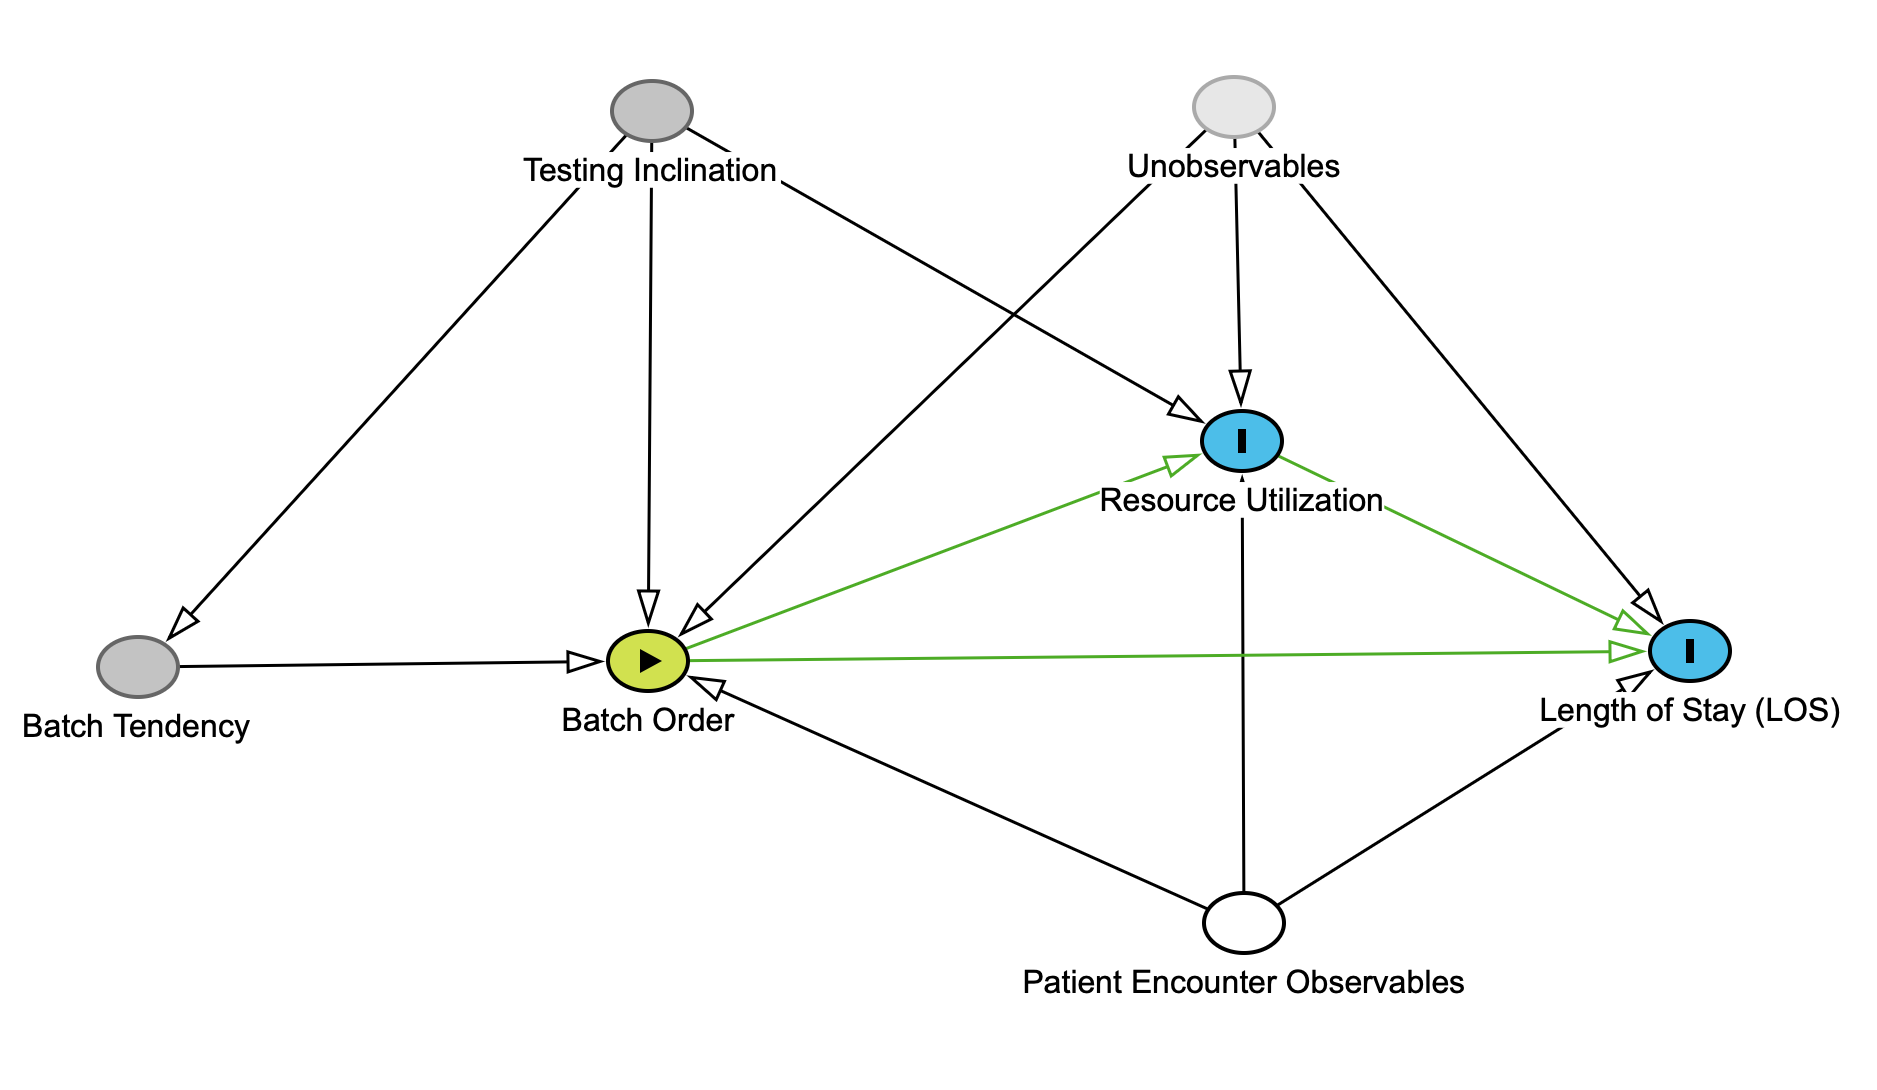 Testing Inclination
Unobservables
Resource Utilization
Batch Tendency
Batch Order
Length of Stay (LOS)
Patient Encounter Observables